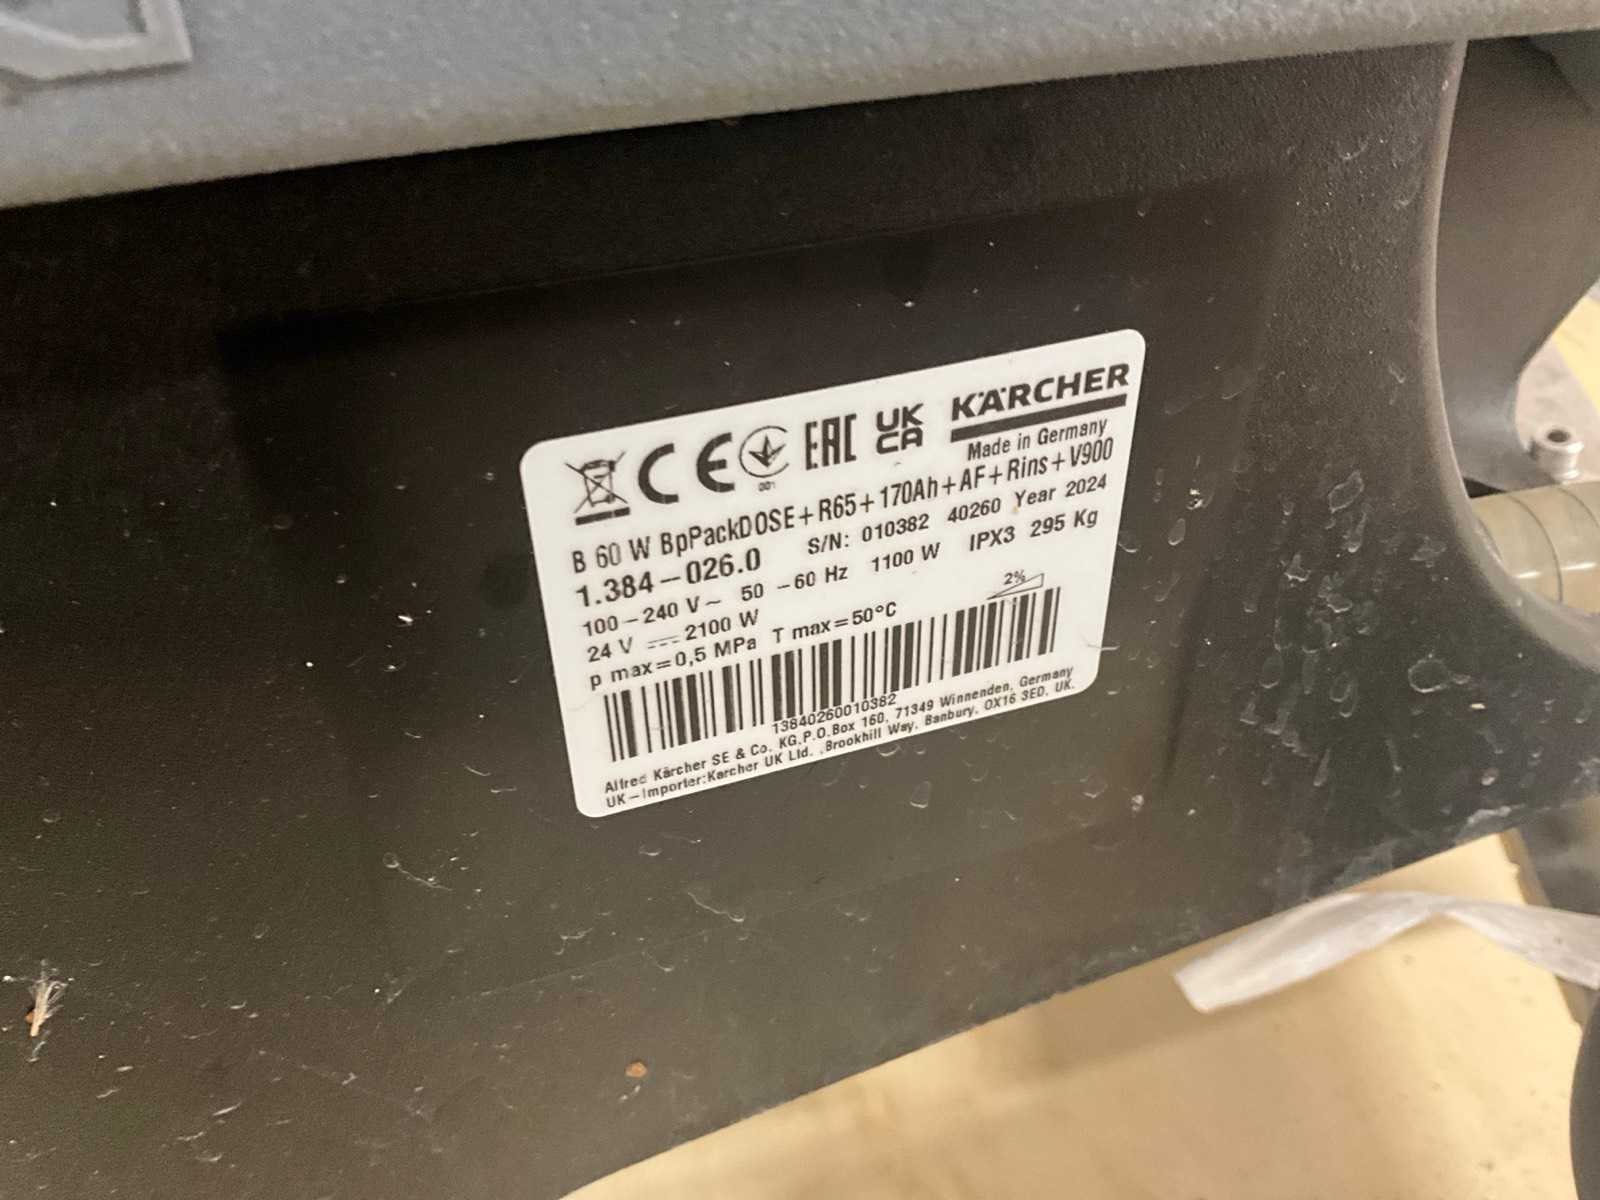 CE
001
EAC
UK
CA
KÄRCHER
Made in Germany
B 60 W BpPackDOSE+R65+170Ah+AF+Rins+V900
1.384-026.0 S/N: 010382 40260 Year 2024
100-240 V~ 50 -60 Hz 1100 W IPX3 295 Kg
24 V ⎓ 2100 W
p max=0,5 MPa T max=50°C
2%
13840260010382
Alfred Kärcher SE & Co. KG,P.O.Box 160, 71349 Winnenden, Germany
UK-Importer:Karcher UK Ltd. ,Brookhill Way, Banbury, OX16 3ED, UK.